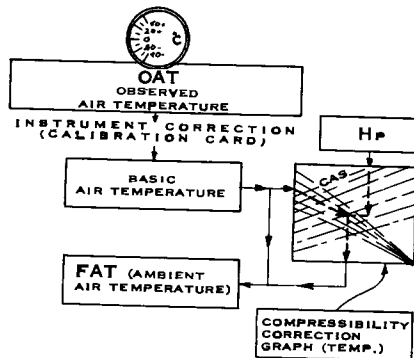 °C
OAT
OBSERVED
AIR TEMPERATURE
INSTRUMENT CORRECTION
(CALIBRATION CARD)
HP
BASIC
AIR TEMPERATURE
CAS
FAT (AMBIENT
AIR TEMPERATURE)
COMPRESSIBILITY
CORRECTION
GRAPH (TEMP.)